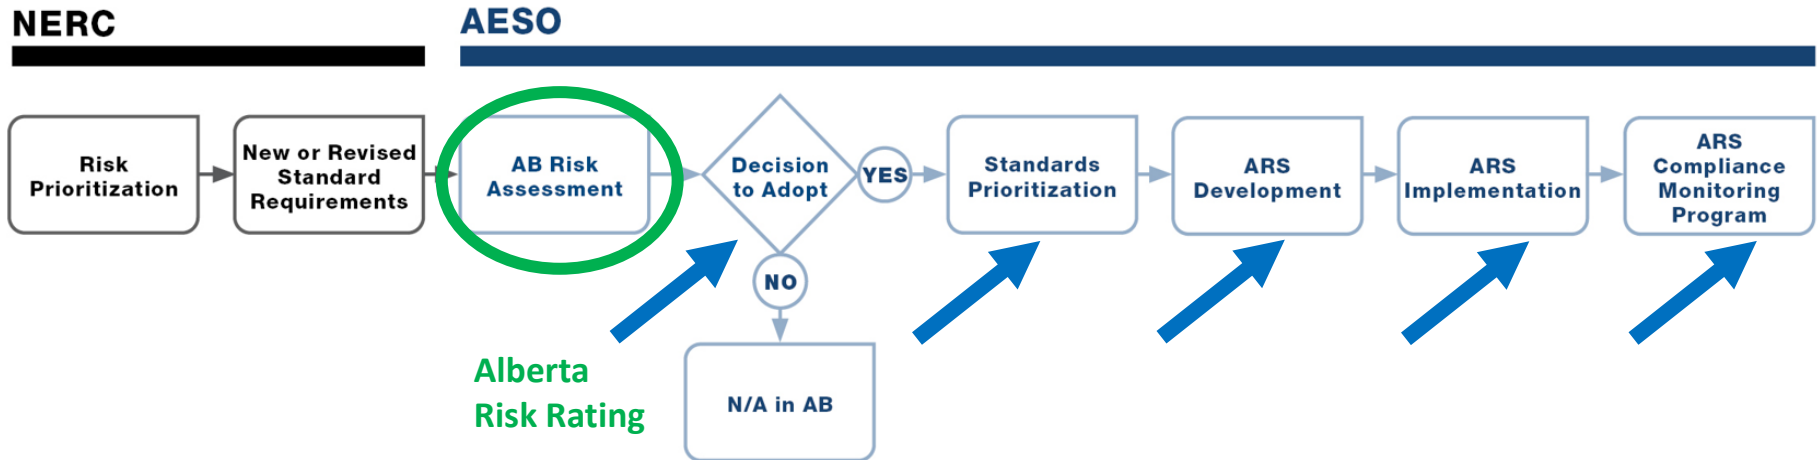 NERC
AESO
Risk
Prioritization
New or Revised
Standard
Requirements
AB Risk
Assessment
Decision
to Adopt
YES
Standards
Prioritization
ARS
Development
ARS
Implementation
ARS
Compliance
Monitoring
Program
NO
N/A in AB
Alberta
Risk Rating